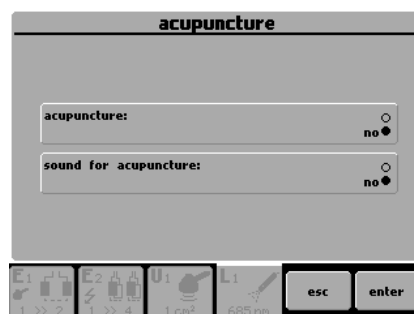 acupuncture
acupuncture:
no
sound for acupuncture:
no
E1 E2 U1 L1
1 >> 2 1 >> 4 1 cm² 685 nm
esc enter